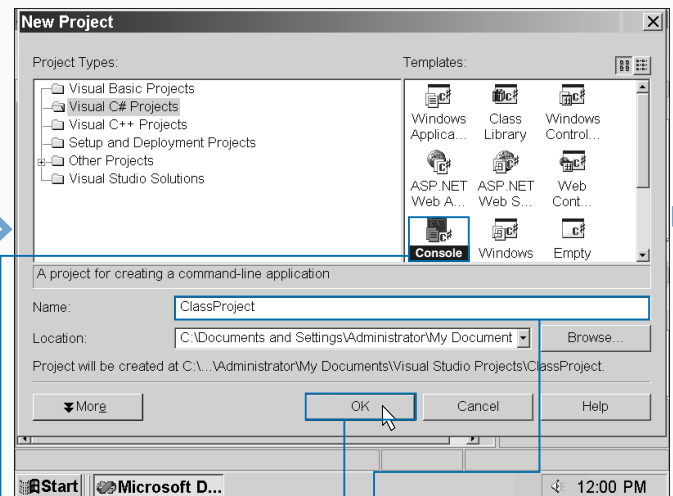 New Project
Project Types:
Templates:
Visual Basic Projects
Visual C# Projects
Visual C++ Projects
Setup and Deployment Projects
Other Projects
Visual Studio Solutions
Windows Applica...
Class Library
Windows Control...
ASP.NET Web A...
ASP.NET Web S...
Web Cont...
Console
Windows
Empty
A project for creating a command-line application
Name:
ClassProject
Location:
C:\Documents and Settings\Administrator\My Document
Browse...
Project will be created at C:\...\Administrator\My Documents\Visual Studio Projects\ClassProject.
More
OK
Cancel
Help
Start
Microsoft D...
12:00 PM